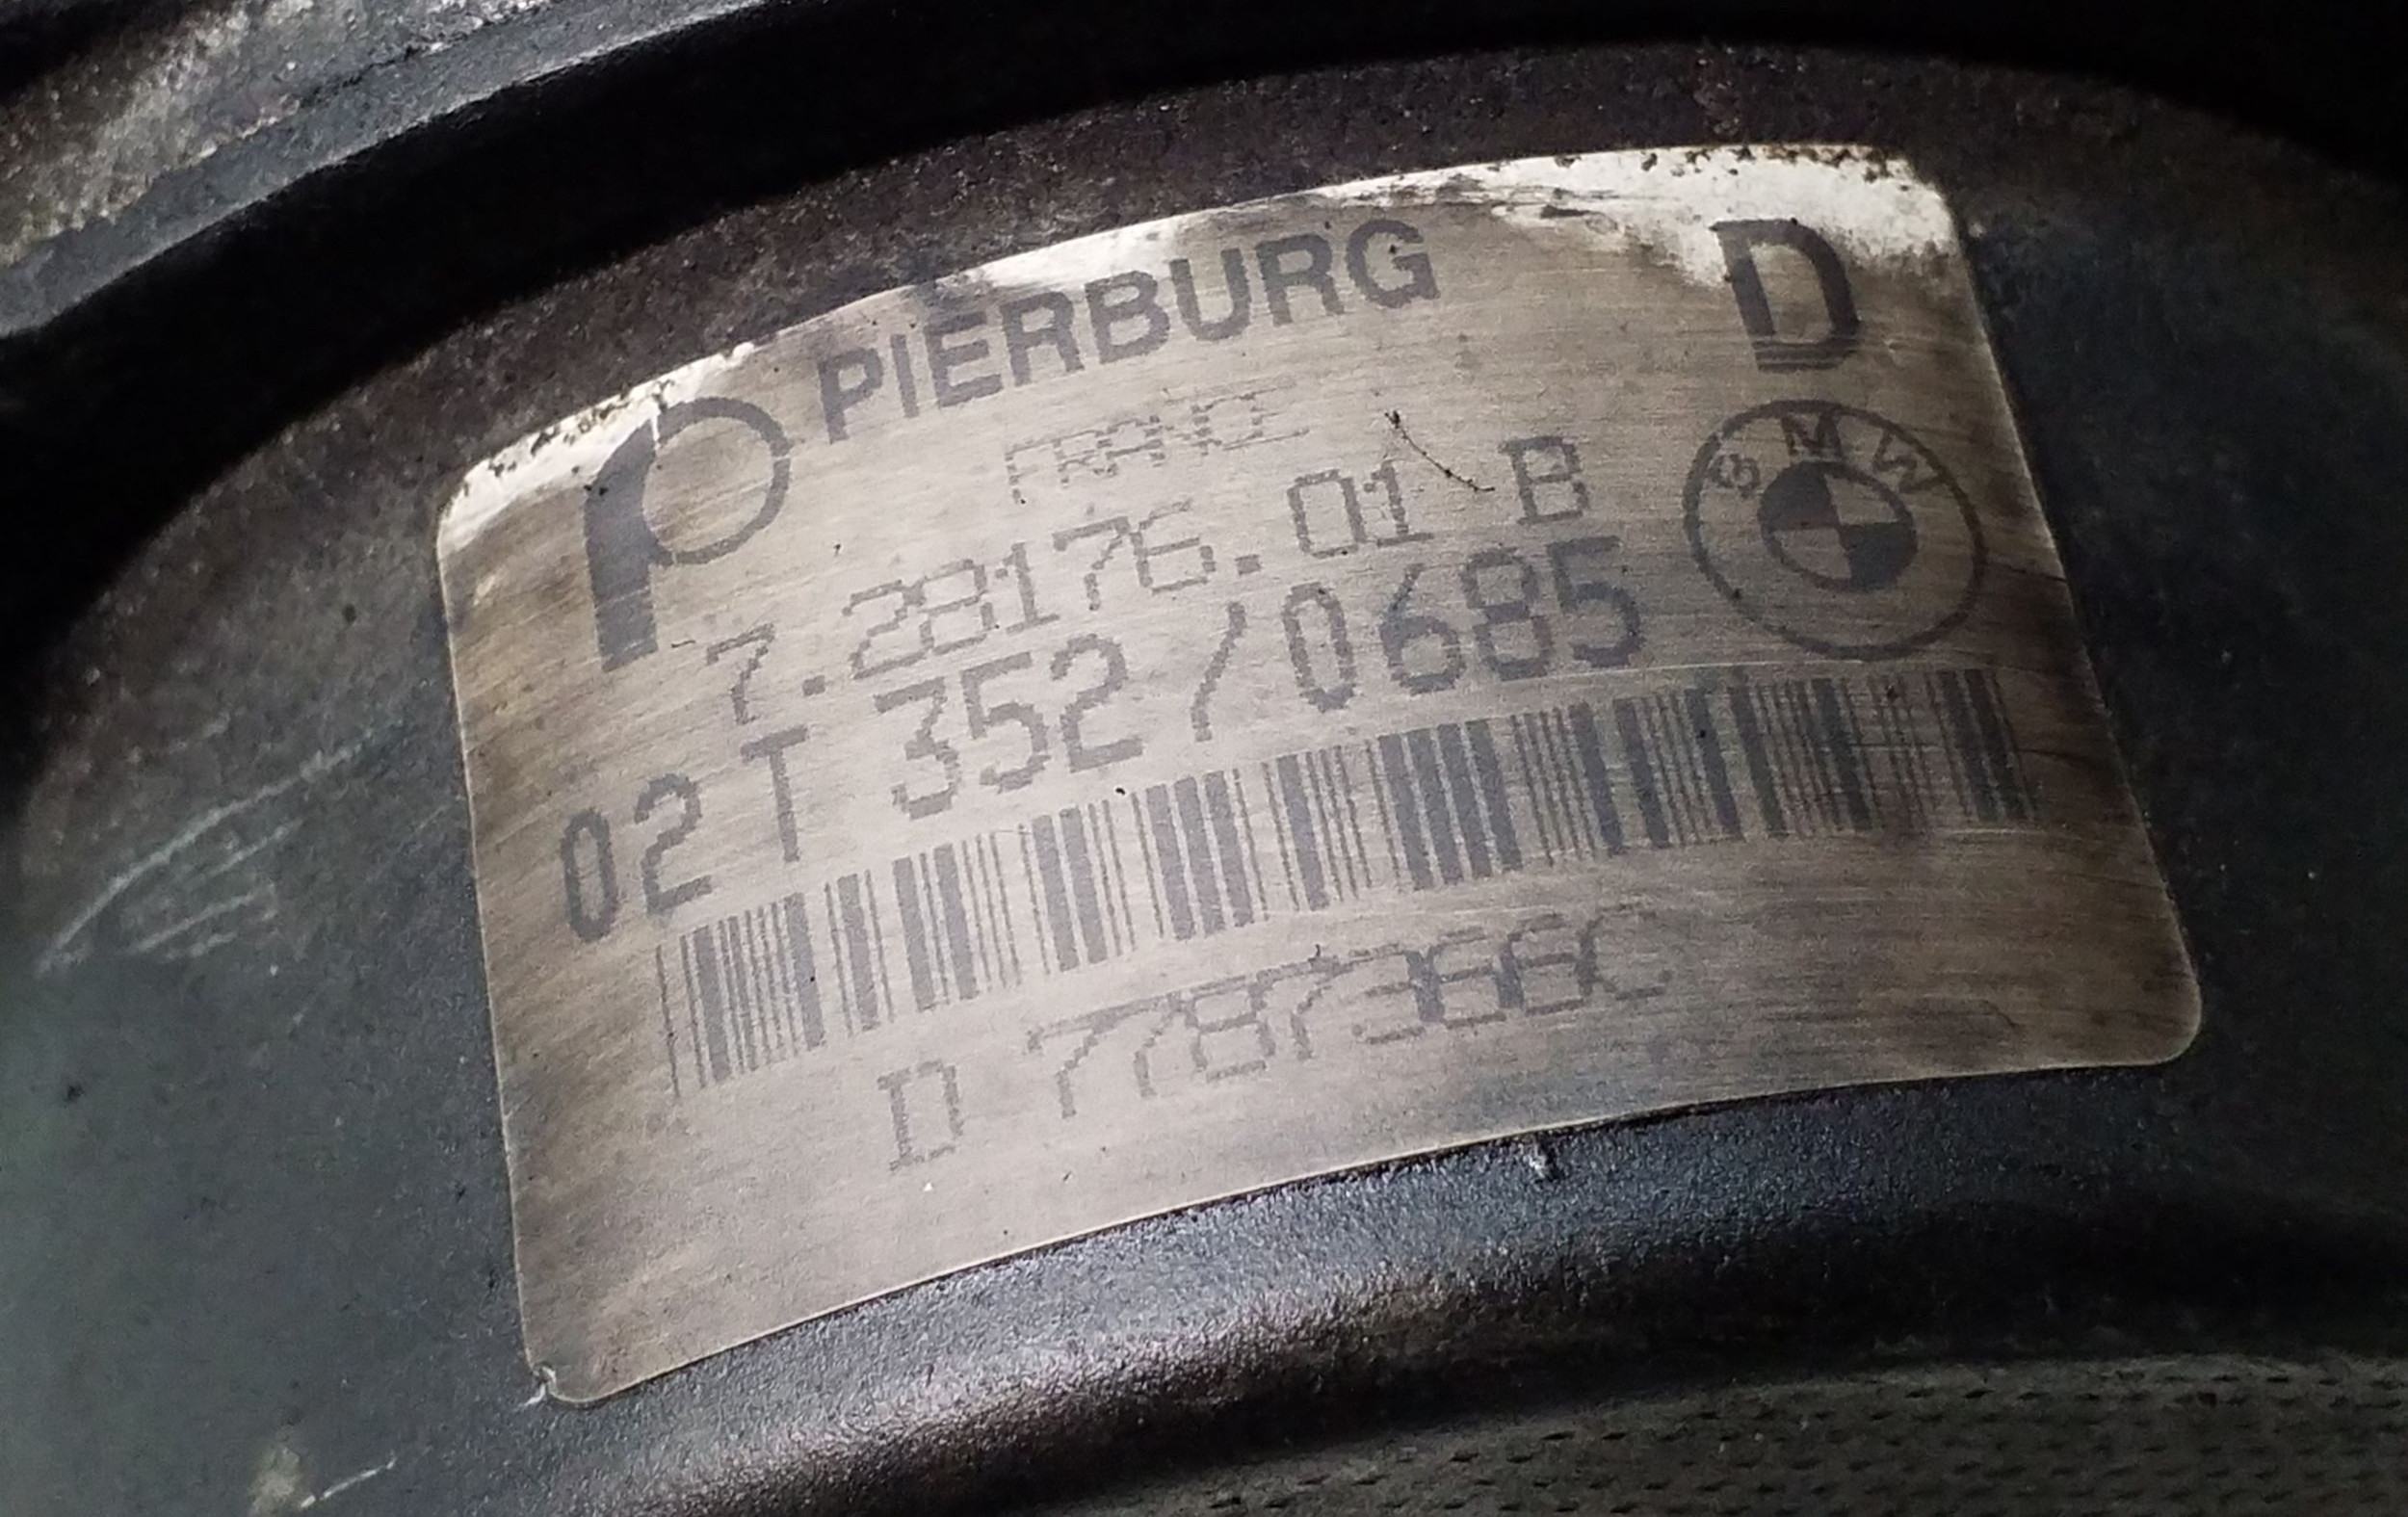 PIERBURG D
FRANCE
BMW
7.28176.01 B
02 T 352/0685
D 7787366C